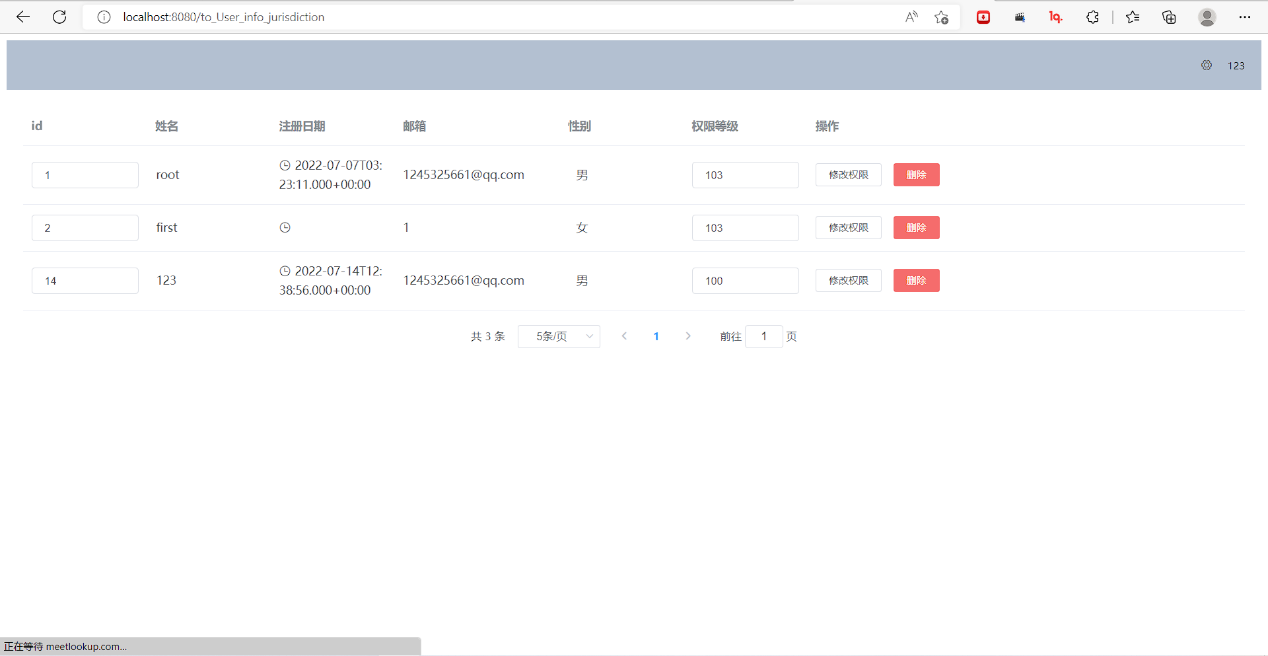 localhost:8080/to_User_info_jurisdiction
123
id 姓名 注册日期 邮箱 性别 权限等级 操作
1 root 2022-07-07T03:
23:11.000+00:00 1245325661@qq.com 男 103 修改权限 删除
2 first 1 女 103 修改权限 删除
14 123 2022-07-14T12:
38:56.000+00:00 1245325661@qq.com 男 100 修改权限 删除
共 3 条 5条/页 1 前往 1 页
正在等待 meetlookup.com...